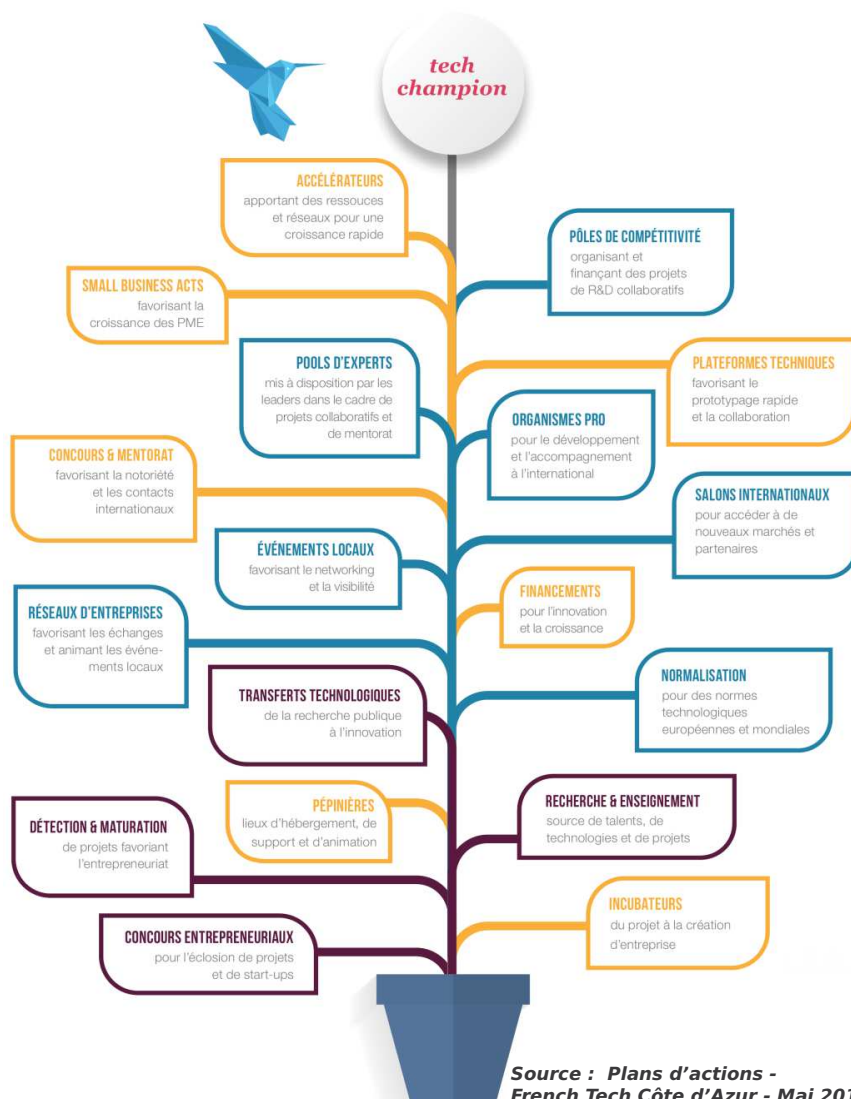 tech
champion
ACCÉLÉRATEURS
apportant des ressouces
et réseaux pour une
croissance rapide
PÔLES DE COMPÉTITIVITÉ
organisant et
finançant des projets
de R&D collaboratifs
SMALL BUSINESS ACTS
favorisant la
croissance des PME
POOLS D'EXPERTS
mis à disposition par les
leaders dans le cadre de
projets collaboratifs et
de mentorat
PLATEFORMES TECHNIQUES
favorisant le
prototypage rapide
et la collaboration
ORGANISMES PRO
pour le développement
et l'accompagnement
à l'international
CONCOURS & MENTORAT
favorisant la notoriété
et les contacts
internationaux
SALONS INTERNATIONAUX
pour accéder à de
nouveaux marchés et
partenaires
ÉVÉNEMENTS LOCAUX
favorisant le networking
et la visibilité
FINANCEMENTS
pour l'innovation
et la croissance
RÉSEAUX D'ENTREPRISES
favorisant les échanges
et animant les événe-
ments locaux
NORMALISATION
pour des normes
technologiques
européennes et mondiales
TRANSFERTS TECHNOLOGIQUES
de la recherche publique
à l'innovation
PÉPINIÈRES
lieux d'hébergement, de
support et d'animation
RECHERCHE & ENSEIGNEMENT
source de talents, de
technologies et de projets
DÉTECTION & MATURATION
de projets favoriant
l'entrepreneuriat
INCUBATEURS
du projet à la création
d'entreprise
CONCOURS ENTREPRENEURIAUX
pour l'éclosion de projets
et de start-ups
Source : Plans d'actions -
French Tech Côte d'Azur - Mai